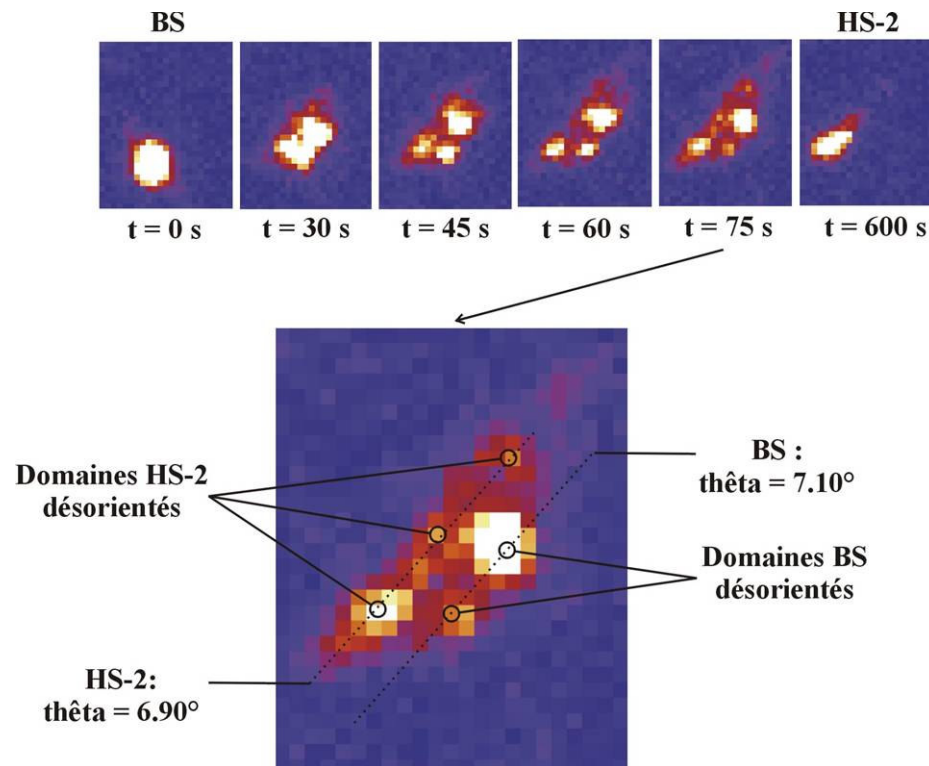 BS
HS-2
t = 0 s
t = 30 s
t = 45 s
t = 60 s
t = 75 s
t = 600 s
Domaines HS-2
désorientés
BS :
thêta = 7.10°
Domaines BS
désorientés
HS-2:
thêta = 6.90°